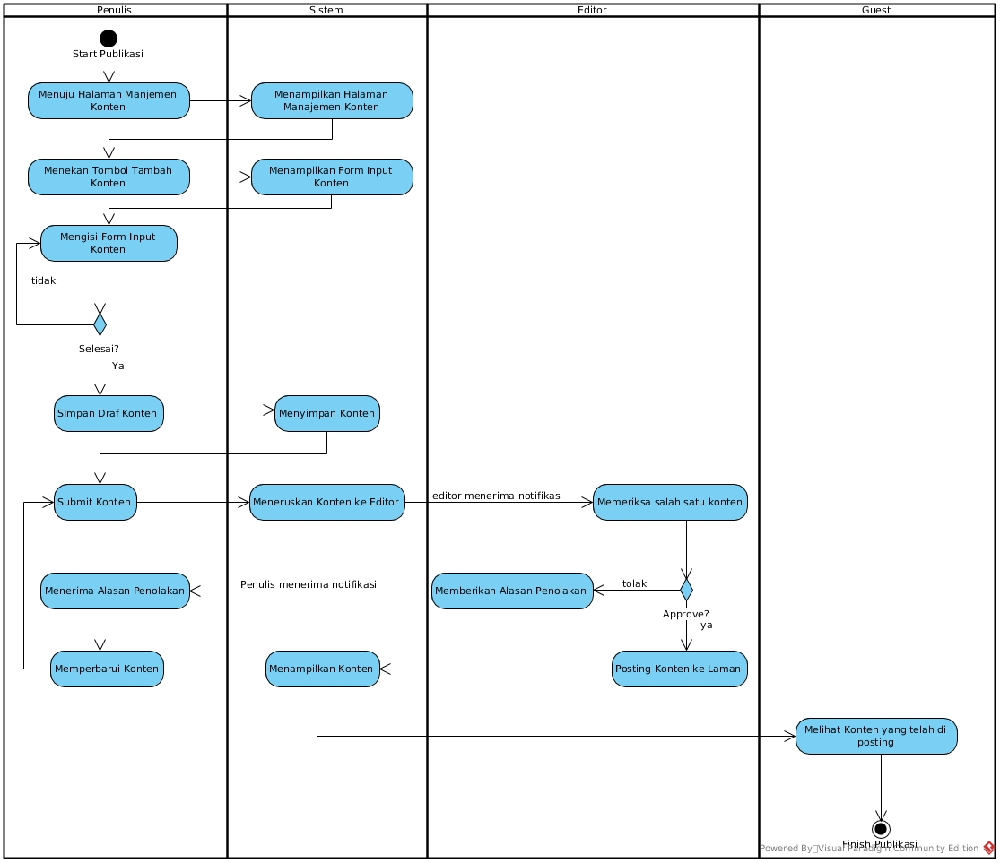 Penulis
Sistem
Editor
Guest
Start Publikasi
Menuju Halaman Manjemen
Konten
Menampilkan Halaman
Manajemen Konten
Menekan Tombol Tambah
Konten
Menampilkan Form Input
Konten
Mengisi Form Input
Konten
tidak
Selesai?
Ya
SImpan Draf Konten
Menyimpan Konten
Submit Konten
Meneruskan Konten ke Editor
editor menerima notifikasi
Memeriksa salah satu konten
Menerima Alasan Penolakan
Penulis menerima notifikasi
Memberikan Alasan Penolakan
tolak
Approve?
ya
Memperbarui Konten
Menampilkan Konten
Posting Konten ke Laman
Melihat Konten yang telah di
posting
Finish Publikasi
Powered By Visual Paradigm Community Edition